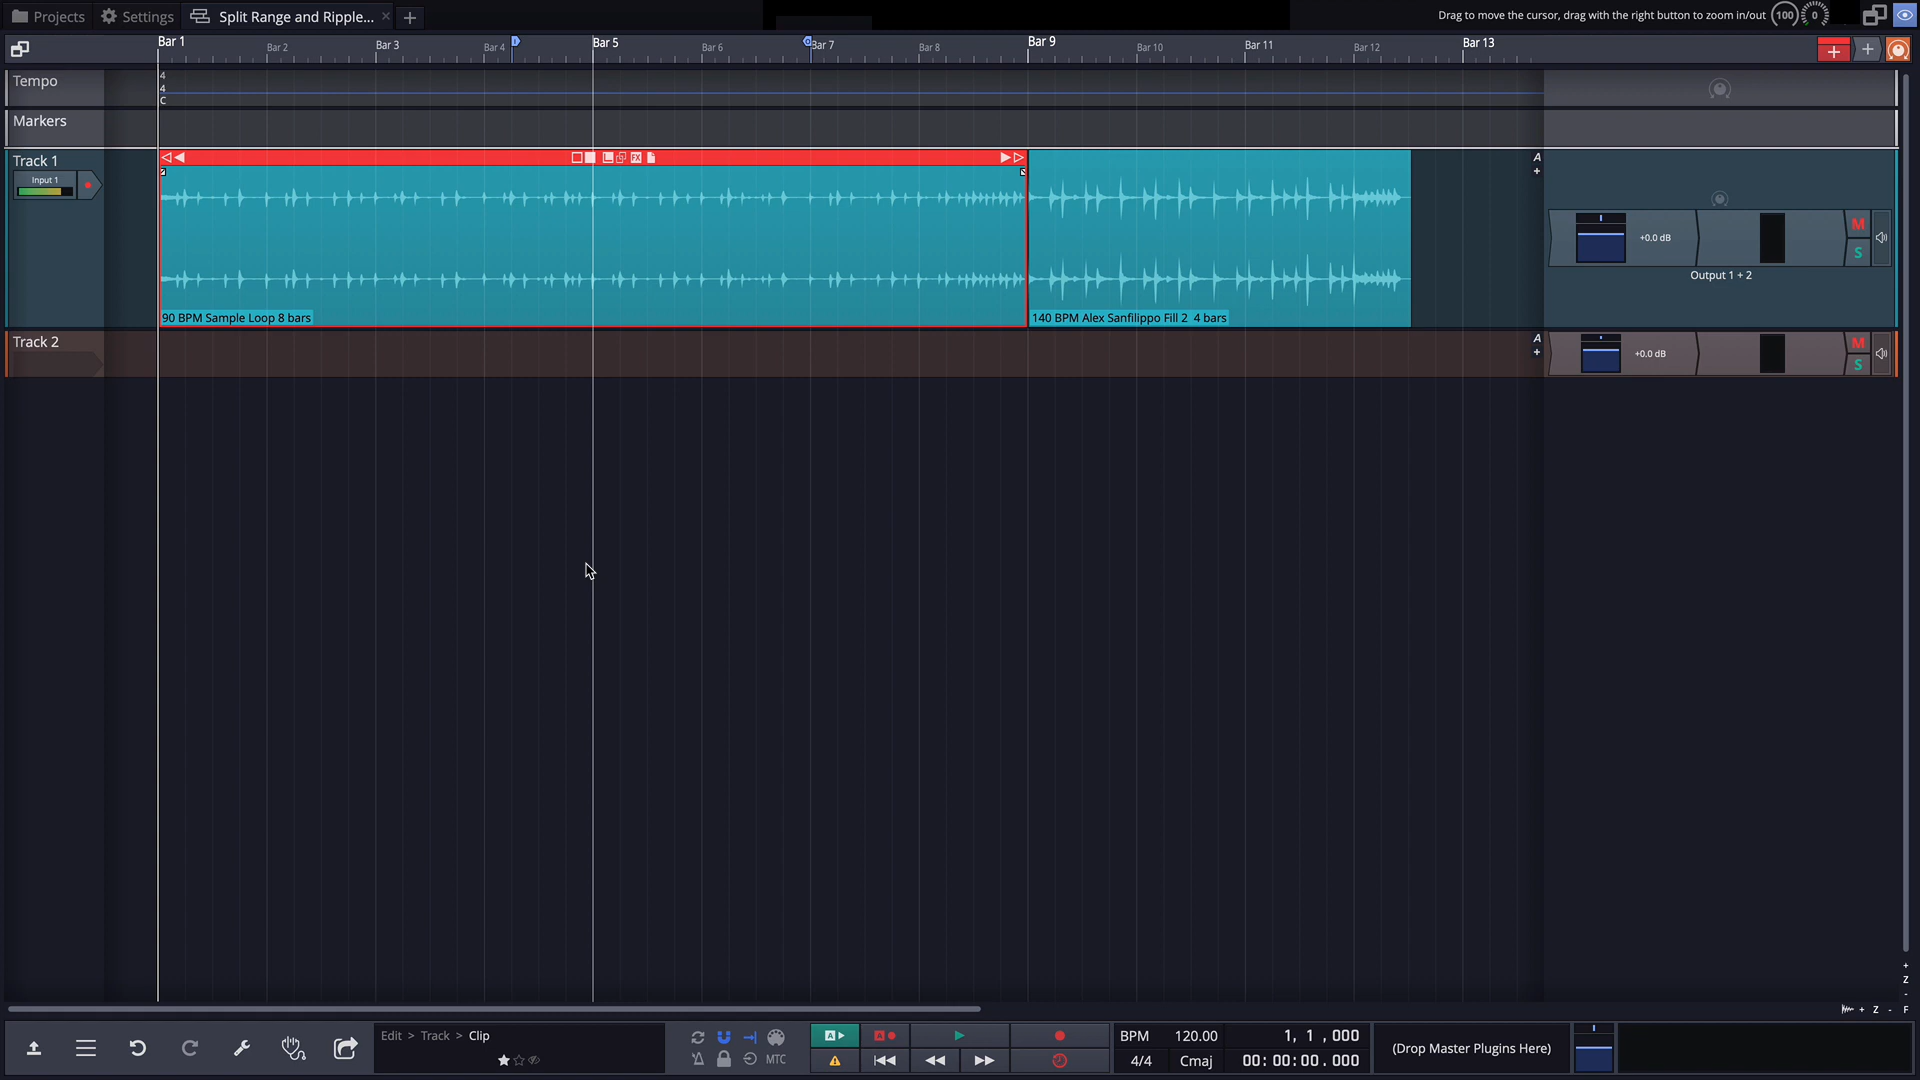 Projects
Settings
Split Range and Ripple...
Drag to move the cursor, drag with the right button to zoom in/out
100
0
Bar 1
Bar 2
Bar 3
Bar 4
Bar 5
Bar 6
Bar 7
Bar 8
Bar 9
Bar 10
Bar 11
Bar 12
Bar 13
Tempo
4
4
C
Markers
Track 1
Input 1
FX
90 BPM Sample Loop 8 bars
140 BPM Alex Sanfilippo Fill 2 4 bars
A
+
+0.0 dB
M
S
Output 1 + 2
Track 2
A
+
+0.0 dB
M
S
+
Z
-
+ Z - F
Edit > Track > Clip
MTC
A
A
BPM 120.00
1, 1 ,000
4/4 Cmaj 00:00:00.000
(Drop Master Plugins Here)